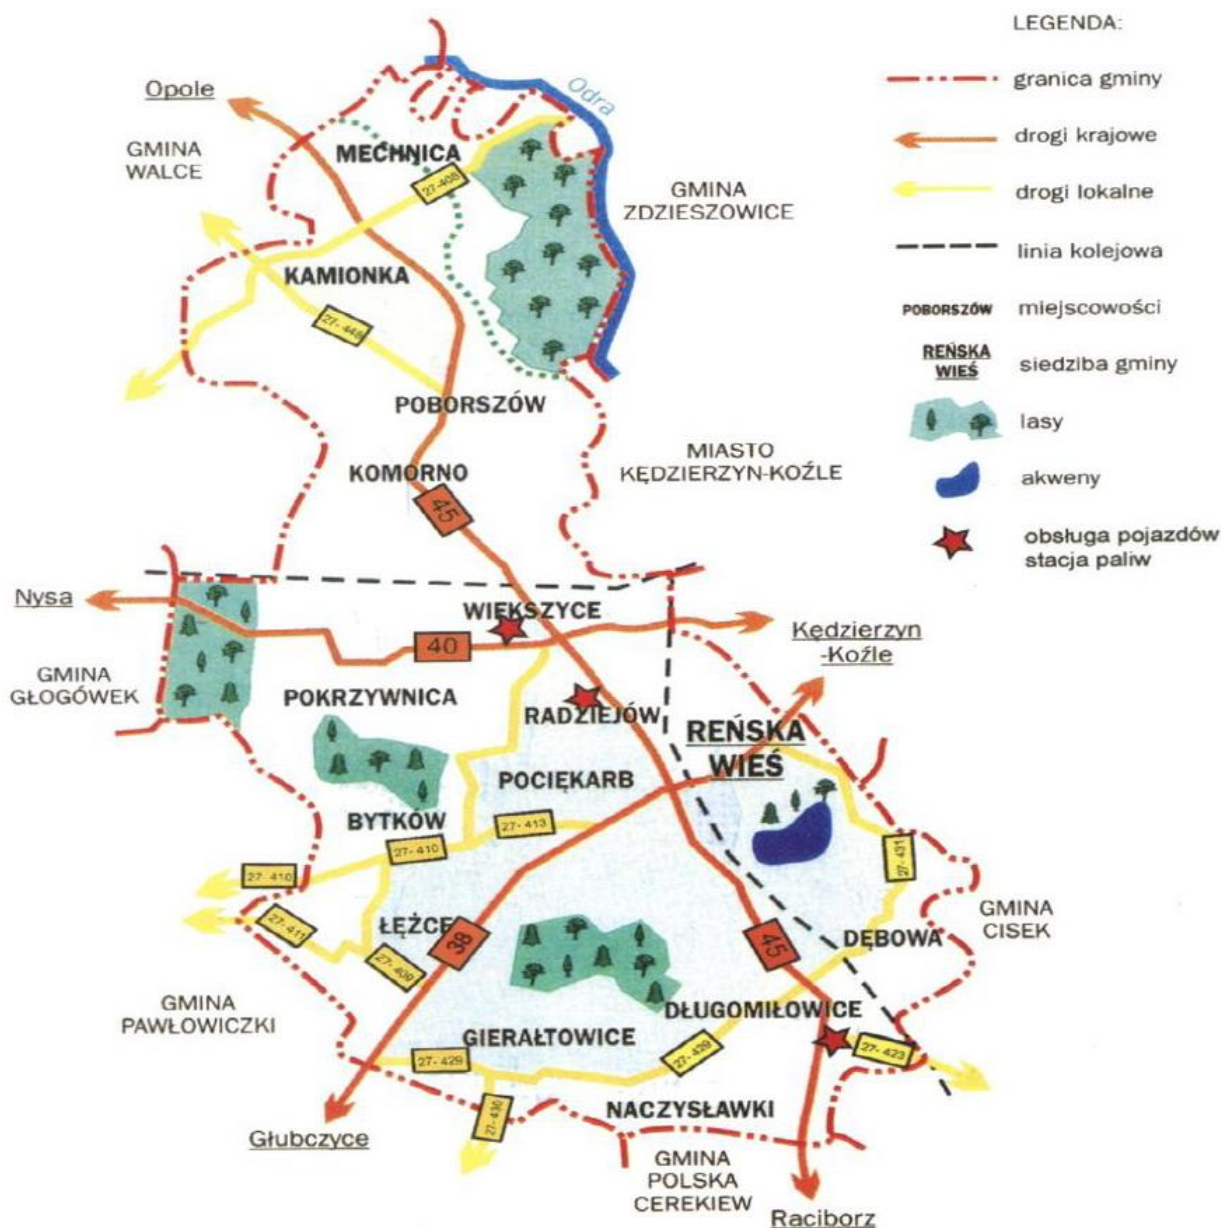 LEGENDA:
granica gminy
drogi krajowe
drogi lokalne
linia kolejowa
POBORSZÓW
miejscowości
REŃSKA
WIEŚ
siedziba gminy
lasy
akweny
obsługa pojazdów
stacja paliw
Opole
Odra
GMINA
WALCE
MECHNICA
27-408
GMINA
ZDZIESZOWICE
KAMIONKA
27-448
POBORSZÓW
KOMORNO
MIASTO
KĘDZIERZYN-KOŹLE
45
Nysa
WIĘKSZYCE
40
Kędzierzyn
-Koźle
GMINA
GŁOGÓWEK
POKRZYWNICA
RADZIEJÓW
REŃSKA
WIEŚ
POCIĘKARB
BYTKÓW
27-413
27-410
27-410
27-431
27-411
ŁĘŻCE
38
27-409
45
DĘBOWA
GMINA
CISEK
GMINA
PAWŁOWICZKI
DŁUGOMIŁOWICE
GIERAŁTOWICE
27-429
27-429
27-423
27-430
NACZYSŁAWKI
Głubczyce
GMINA
POLSKA
CEREKIEW
Raciborz